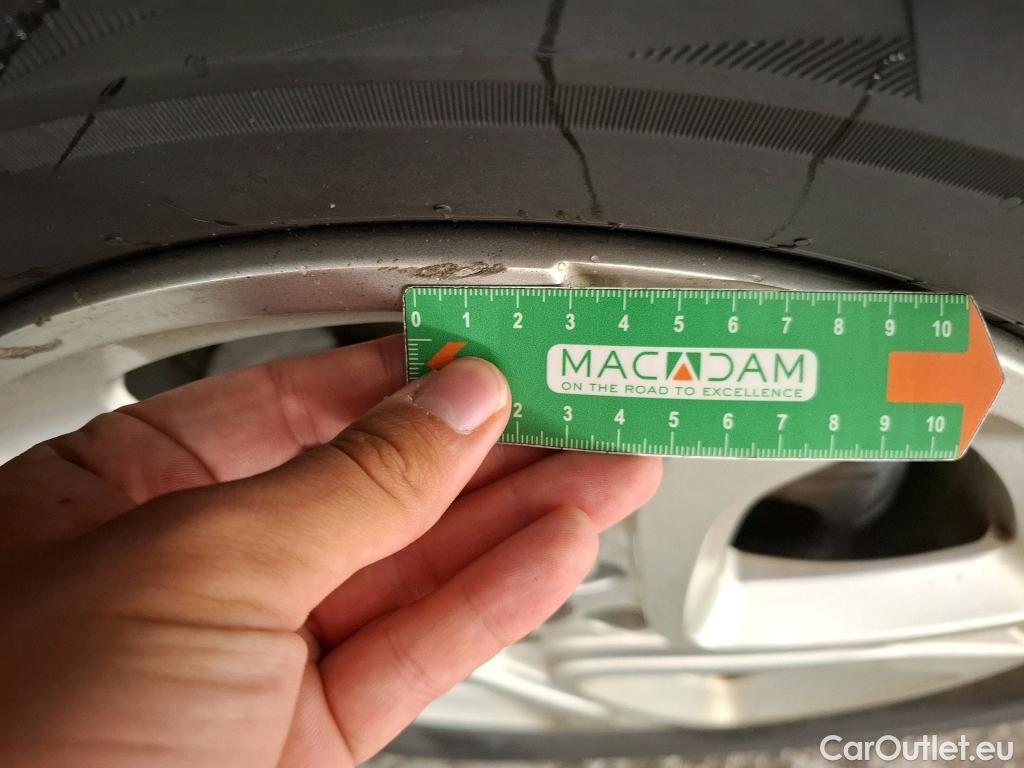 0 1 2 3 4 5 6 7 8 9 10
MACADAM
ON THE ROAD TO EXCELLENCE
2 3 4 5 6 7 8 9 10
CarOutlet.eu